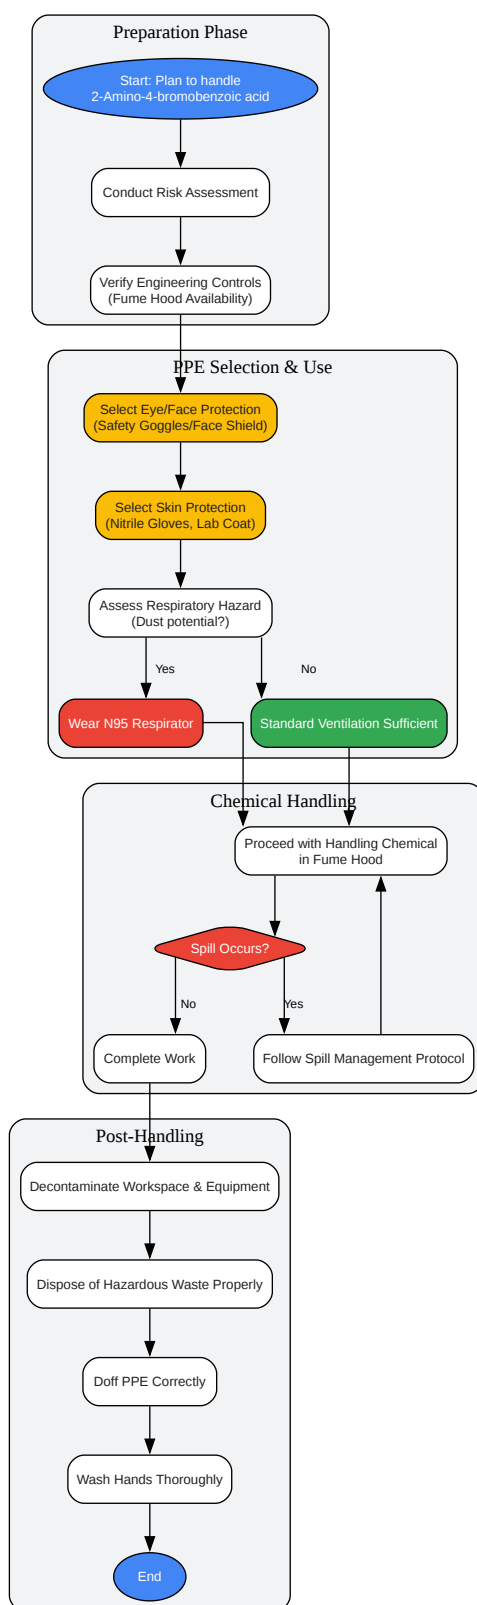 Preparation Phase
Start: Plan to handle
2-Amino-4-bromobenzoic acid
Conduct Risk Assessment
Verify Engineering Controls
(Fume Hood Availability)
PPE Selection & Use
Select Eye/Face Protection
(Safety Goggles/Face Shield)
Select Skin Protection
(Nitrile Gloves, Lab Coat)
Assess Respiratory Hazard
(Dust potential?)
Yes
No
Wear N95 Respirator
Standard Ventilation Sufficient
Chemical Handling
Proceed with Handling Chemical
in Fume Hood
Spill Occurs?
No
Yes
Complete Work
Follow Spill Management Protocol
Post-Handling
Decontaminate Workspace & Equipment
Dispose of Hazardous Waste Properly
Doff PPE Correctly
Wash Hands Thoroughly
End